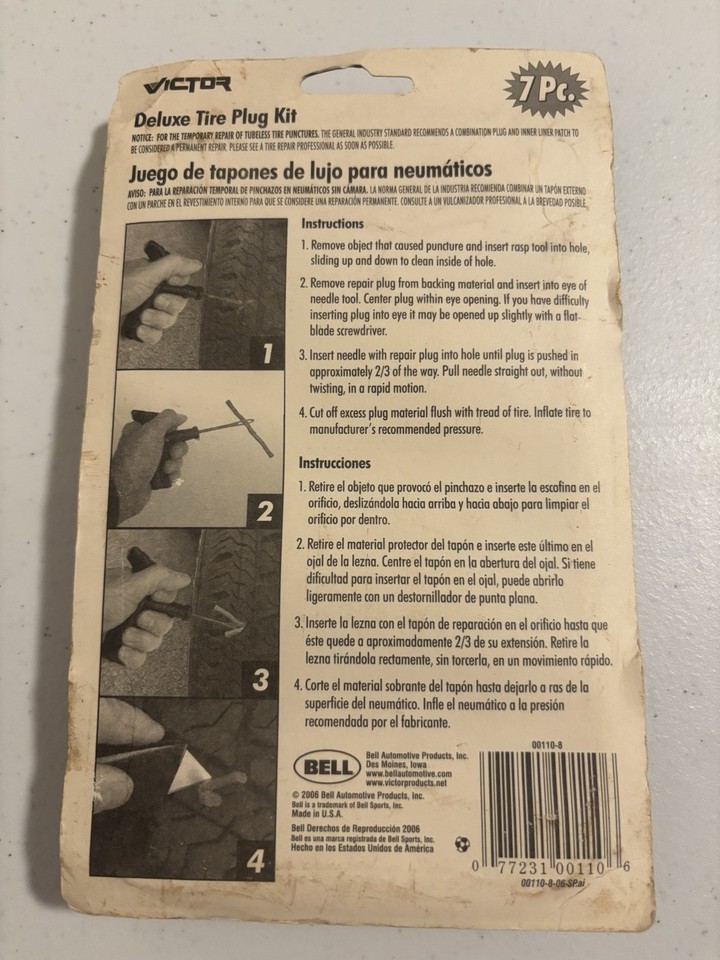 VICTOR
7 Pc.
Deluxe Tire Plug Kit
NOTICE: FOR THE TEMPORARY REPAIR OF TUBELESS TIRE PUNCTURES. THE GENERAL INDUSTRY STANDARD RECOMMENDS A COMBINATION PLUG AND INNER LINER PATCH TO
BE CONSIDERED A PERMANENT REPAIR. PLEASE SEE A TIRE REPAIR PROFESSIONAL AS SOON AS POSSIBLE.
Juego de tapones de lujo para neumáticos
AVISO: PARA LA REPARACIÓN TEMPORAL DE PINCHAZOS EN NEUMÁTICOS SIN CÁMARA. LA NORMA GENERAL DE LA INDUSTRIA RECOMIENDA COMBINAR UN TAPÓN EXTERNO
CON UN PARCHE EN EL REVESTIMIENTO INTERNO PARA QUE SE CONSIDERE UNA REPARACIÓN PERMANENTE. CONSULTE A UN VULCANIZADOR PROFESIONAL A LA BREVEDAD POSIBLE.
Instructions
1. Remove object that caused puncture and insert rasp tool into hole,
sliding up and down to clean inside of hole.
2. Remove repair plug from backing material and insert into eye of
needle tool. Center plug within eye opening. If you have difficulty
inserting plug into eye it may be opened up slightly with a flat-
blade screwdriver.
3. Insert needle with repair plug into hole until plug is pushed in
approximately 2/3 of the way. Pull needle straight out, without
twisting, in a rapid motion.
4. Cut off excess plug material flush with tread of tire. Inflate tire to
manufacturer's recommended pressure.
Instrucciones
1. Retire el objeto que provocó el pinchazo e inserte la escofina en el
orificio, deslizándola hacia arriba y hacia abajo para limpiar el
orificio por dentro.
2. Retire el material protector del tapón e inserte este último en el
ojal de la lezna. Centre el tapón en la abertura del ojal. Si tiene
dificultad para insertar el tapón en el ojal, puede abrirlo
ligeramente con un destornillador de punta plana.
3. Inserte la lezna con el tapón de reparación en el orificio hasta que
éste quede a aproximadamente 2/3 de su extensión. Retire la
lezna tirándola rectamente, sin torcerla, en un movimiento rápido.
4. Corte el material sobrante del tapón hasta dejarlo a ras de la
superficie del neumático. Infle el neumático a la presión
recomendada por el fabricante.
1
2
3
4
BELL
Bell Automotive Products, Inc.
Des Moines, Iowa
www.bellautomotive.com
www.victorproducts.net
© 2006 Bell Automotive Products, Inc.
Bell is a trademark of Bell Sports, Inc.
Made in U.S.A.
Bell Derechos de Reproducción 2006
Bell es una marca registrada de Bell Sports, Inc.
Hecho en los Estados Unidos de América
00110-8
0 77231 00110 6
00110-8-06-SP.ai